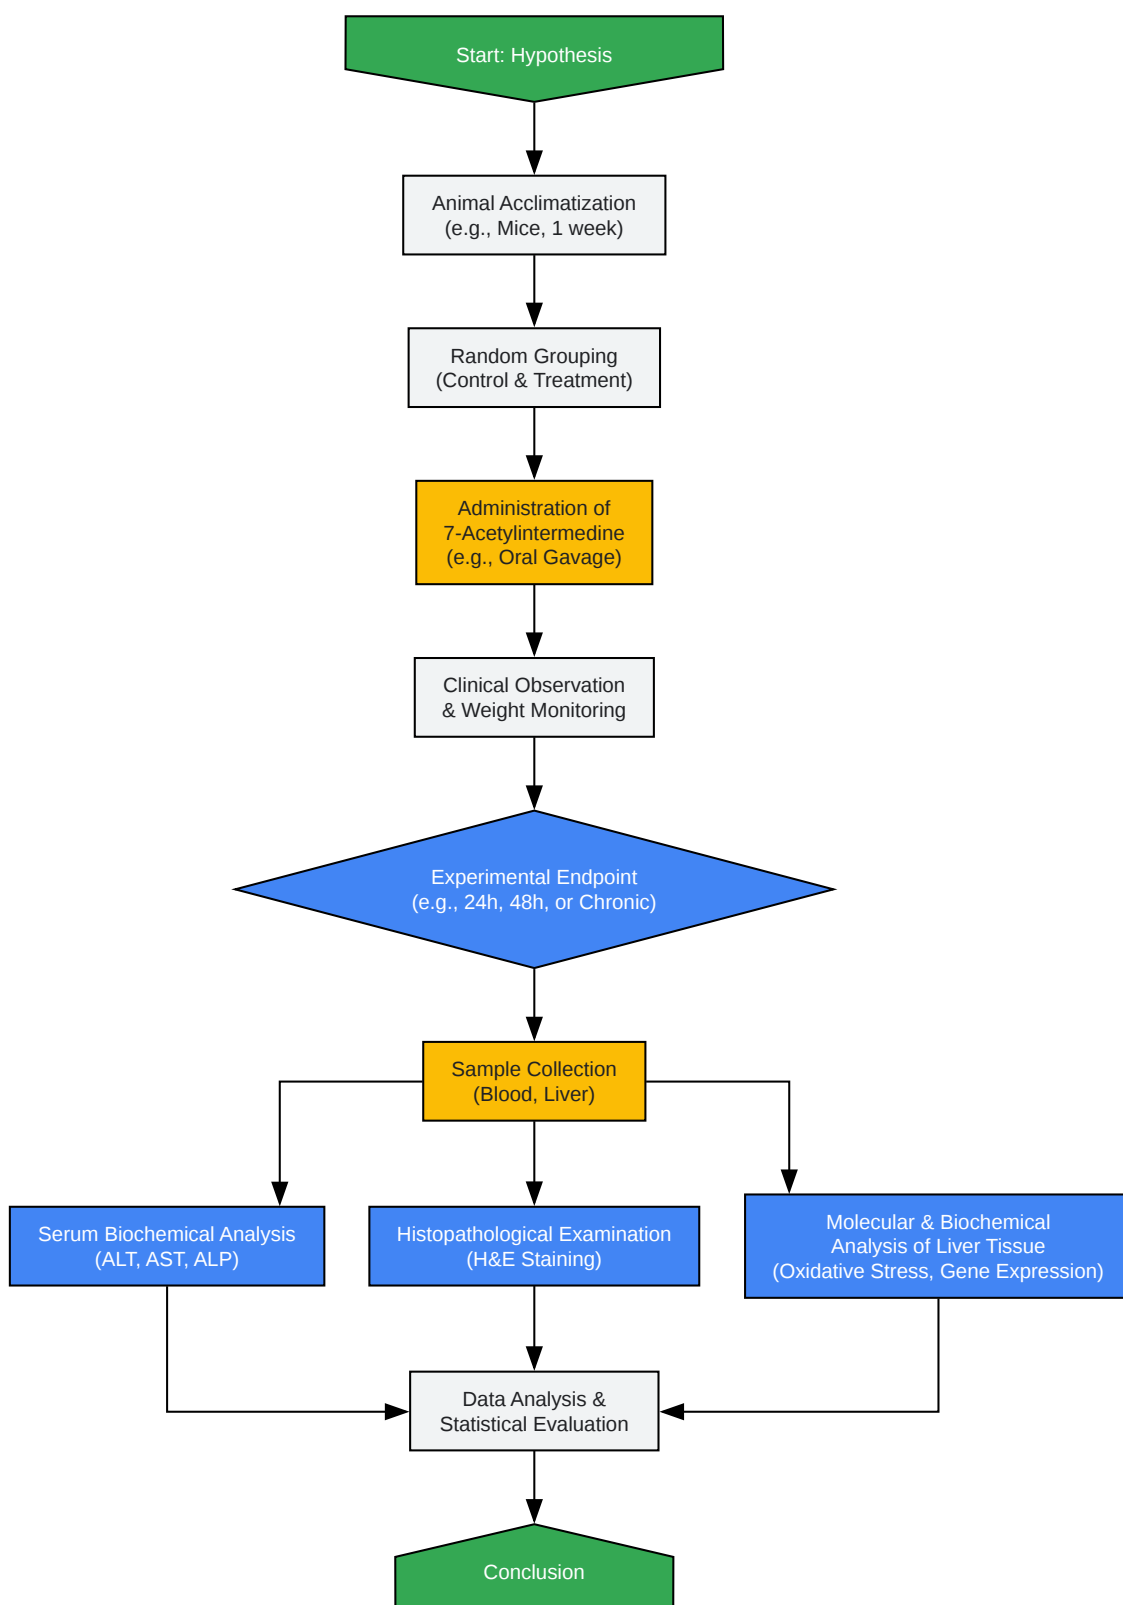 Start: Hypothesis
Animal Acclimatization
(e.g., Mice, 1 week)
Random Grouping
(Control & Treatment)
Administration of
7-Acetylintermedine
(e.g., Oral Gavage)
Clinical Observation
& Weight Monitoring
Experimental Endpoint
(e.g., 24h, 48h, or Chronic)
Sample Collection
(Blood, Liver)
Serum Biochemical Analysis
(ALT, AST, ALP)
Histopathological Examination
(H&E Staining)
Molecular & Biochemical
Analysis of Liver Tissue
(Oxidative Stress, Gene Expression)
Data Analysis &
Statistical Evaluation
Conclusion